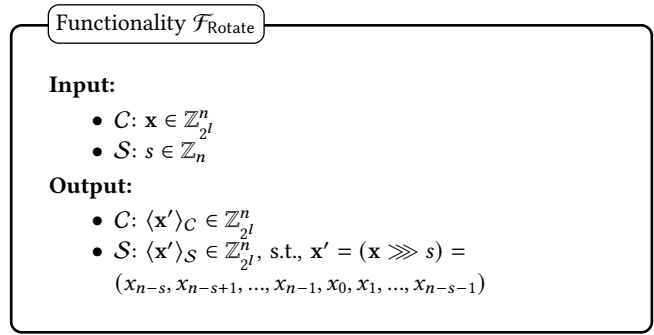 Functionality ℱ_Rotate
Input:
• 𝒞: 𝐱 ∈ ℤ^n_{2^l}
• 𝒮: s ∈ ℤ_n
Output:
• 𝒞: ⟨𝐱′⟩_𝒞 ∈ ℤ^n_{2^l}
• 𝒮: ⟨𝐱′⟩_𝒮 ∈ ℤ^n_{2^l}, s.t., 𝐱′ = (𝐱 ⋙ s) =
(x_{n−s}, x_{n−s+1}, ..., x_{n−1}, x_0, x_1, ..., x_{n−s−1})